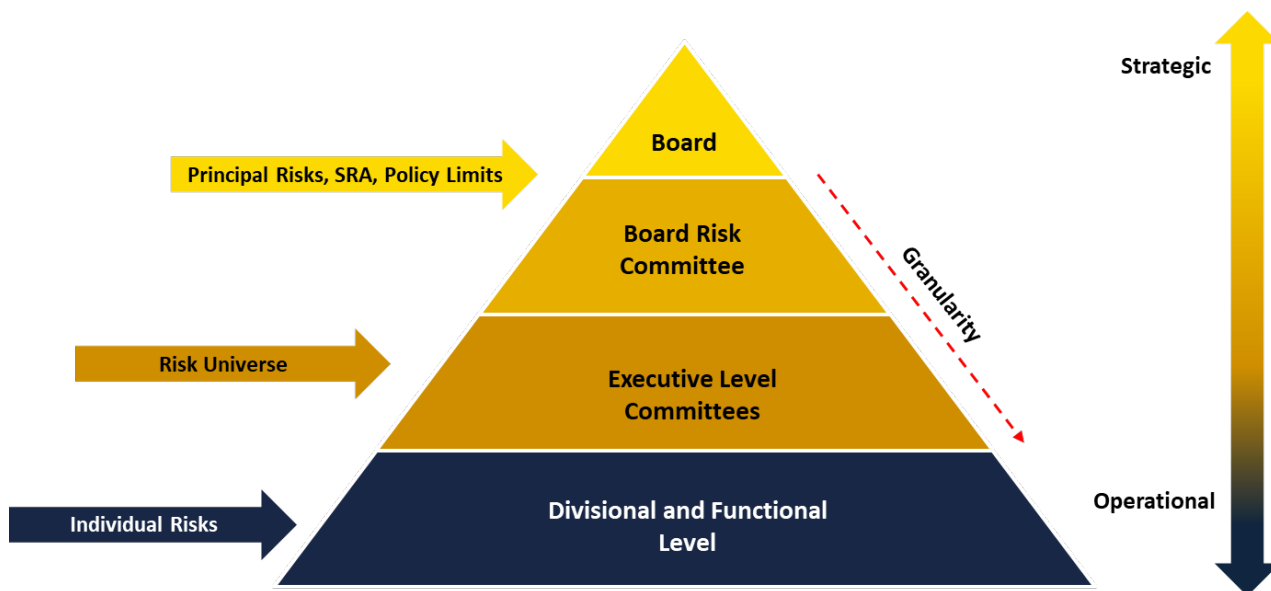 Strategic
Board
Principal Risks, SRA, Policy Limits
Board Risk
Committee
Granularity
Risk Universe
Executive Level
Committees
Operational
Individual Risks
Divisional and Functional
Level